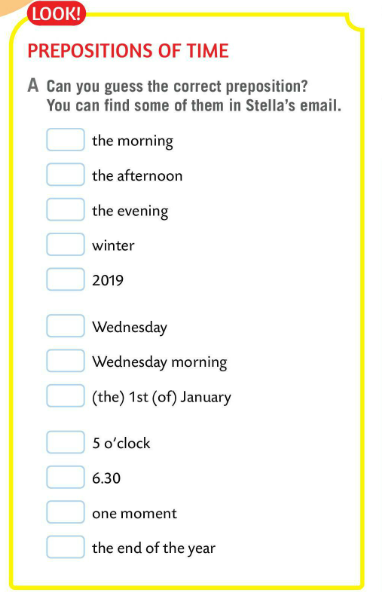 LOOK!
PREPOSITIONS OF TIME
A Can you guess the correct preposition?
You can find some of them in Stella's email.
the morning
the afternoon
the evening
winter
2019
Wednesday
Wednesday morning
(the) 1st (of) January
5 o'clock
6.30
one moment
the end of the year